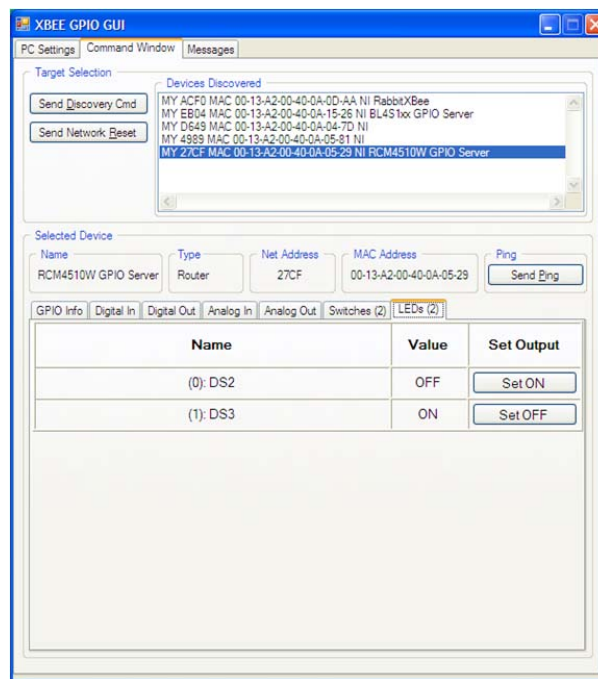 XBEE GPIO GUI
PC Settings Command Window Messages
Target Selection
Send Discovery Cmd
Send Network Reset
Devices Discovered
MY ACF0 MAC 00-13-A2-00-40-0A-0D-AA NI RabbitXBee
MY EB04 MAC 00-13-A2-00-40-0A-15-26 NI BL4S1xx GPIO Server
MY D649 MAC 00-13-A2-00-40-0A-04-7D NI
MY 4989 MAC 00-13-A2-00-40-0A-05-81 NI
MY 27CF MAC 00-13-A2-00-40-0A-05-29 NI RCM4510W GPIO Server
Selected Device
Name Type Net Address MAC Address Ping
RCM4510W GPIO Server Router 27CF 00-13-A2-00-40-0A-05-29 Send Ping
GPIO Info Digital In Digital Out Analog In Analog Out Switches (2) LEDs (2)
Name Value Set Output
(0): DS2 OFF Set ON
(1): DS3 ON Set OFF